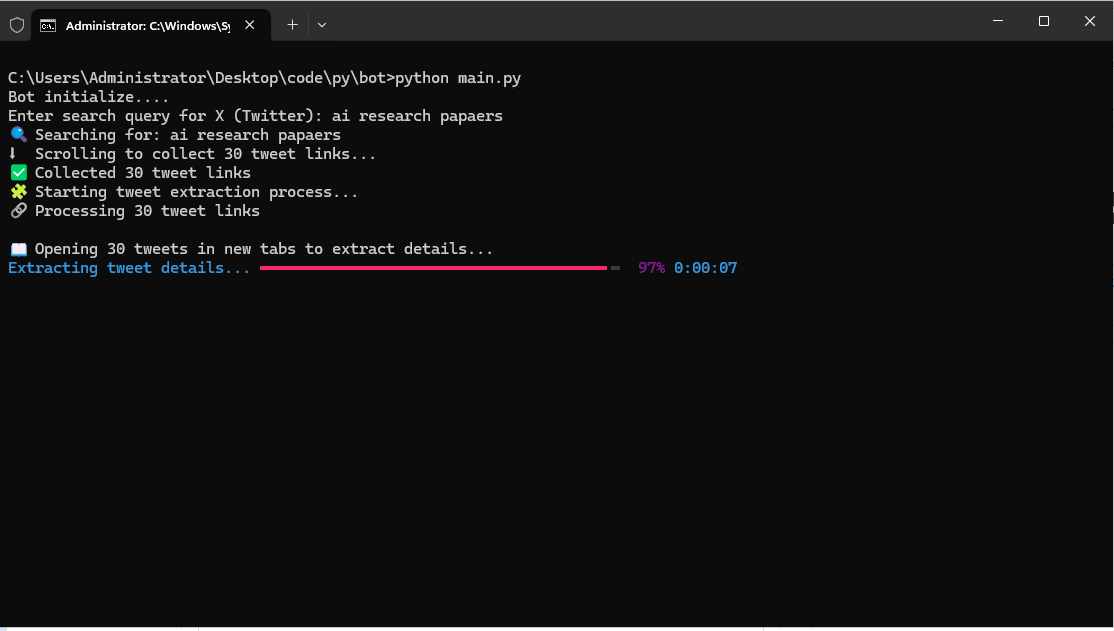 Administrator: C:\Windows\Sy
C:\Users\Administrator\Desktop\code\py\bot>python main.py
Bot initialize....
Enter search query for X (Twitter): ai research papaers
🔍 Searching for: ai research papaers
⬇ Scrolling to collect 30 tweet links...
✅ Collected 30 tweet links
🧩 Starting tweet extraction process...
🔗 Processing 30 tweet links
📖 Opening 30 tweets in new tabs to extract details...
Extracting tweet details... 97% 0:00:07